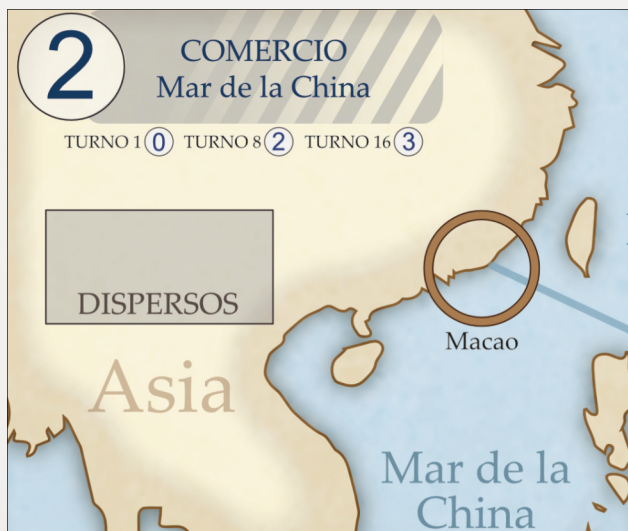 2
COMERCIO
Mar de la China
TURNO 1 0 TURNO 8 2 TURNO 16 3
DISPERSOS
Macao
Asia
Mar de la
China